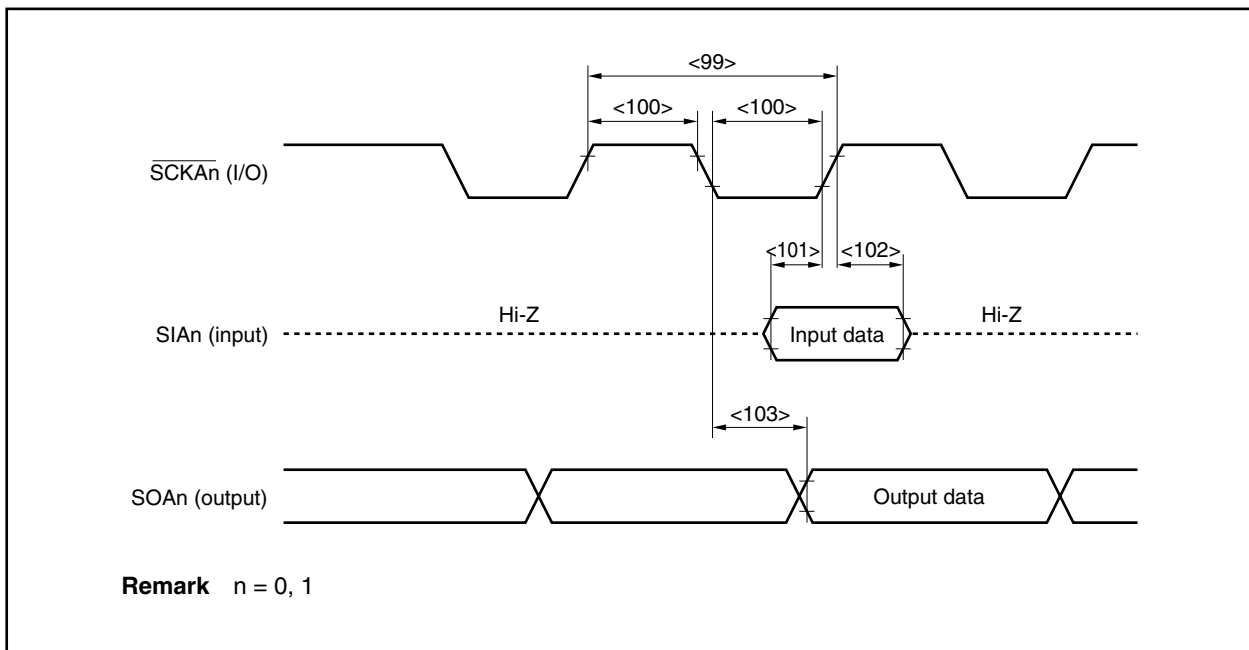 <99>
<100> <100>
SCKAn (I/O)
<101> <102>
Hi-Z Hi-Z
SIAn (input) Input data
<103>
SOAn (output) Output data
Remark n = 0, 1